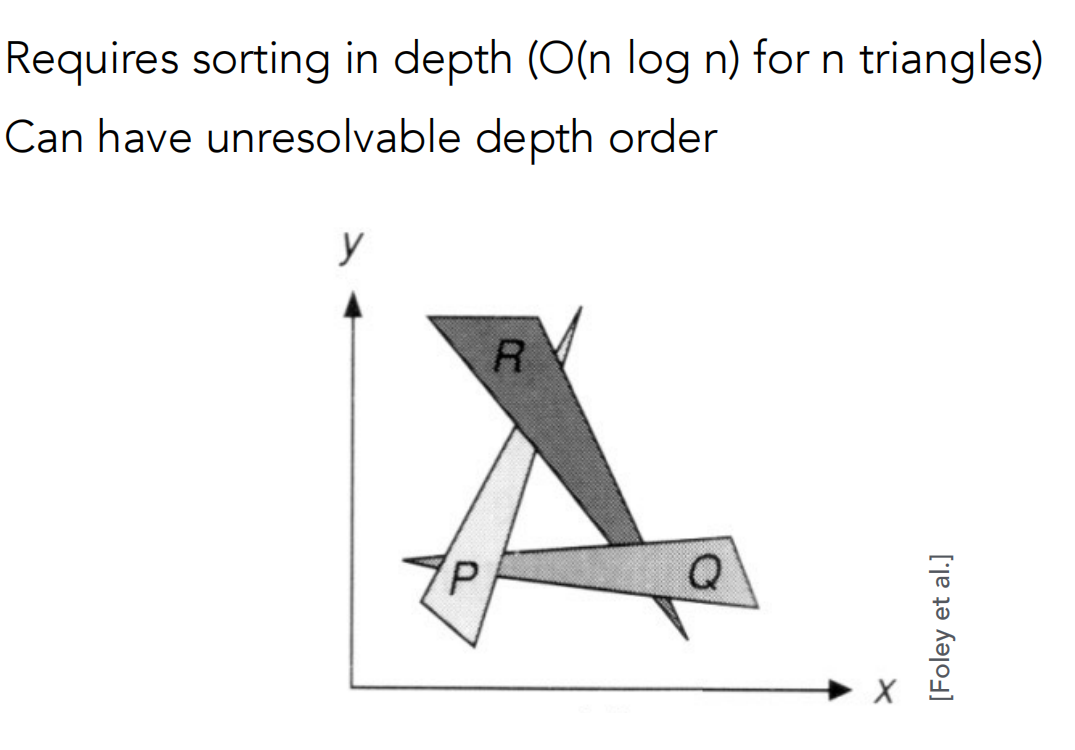 Requires sorting in depth (O(n log n) for n triangles)
Can have unresolvable depth order
y
R
P
Q
x
[Foley et al.]